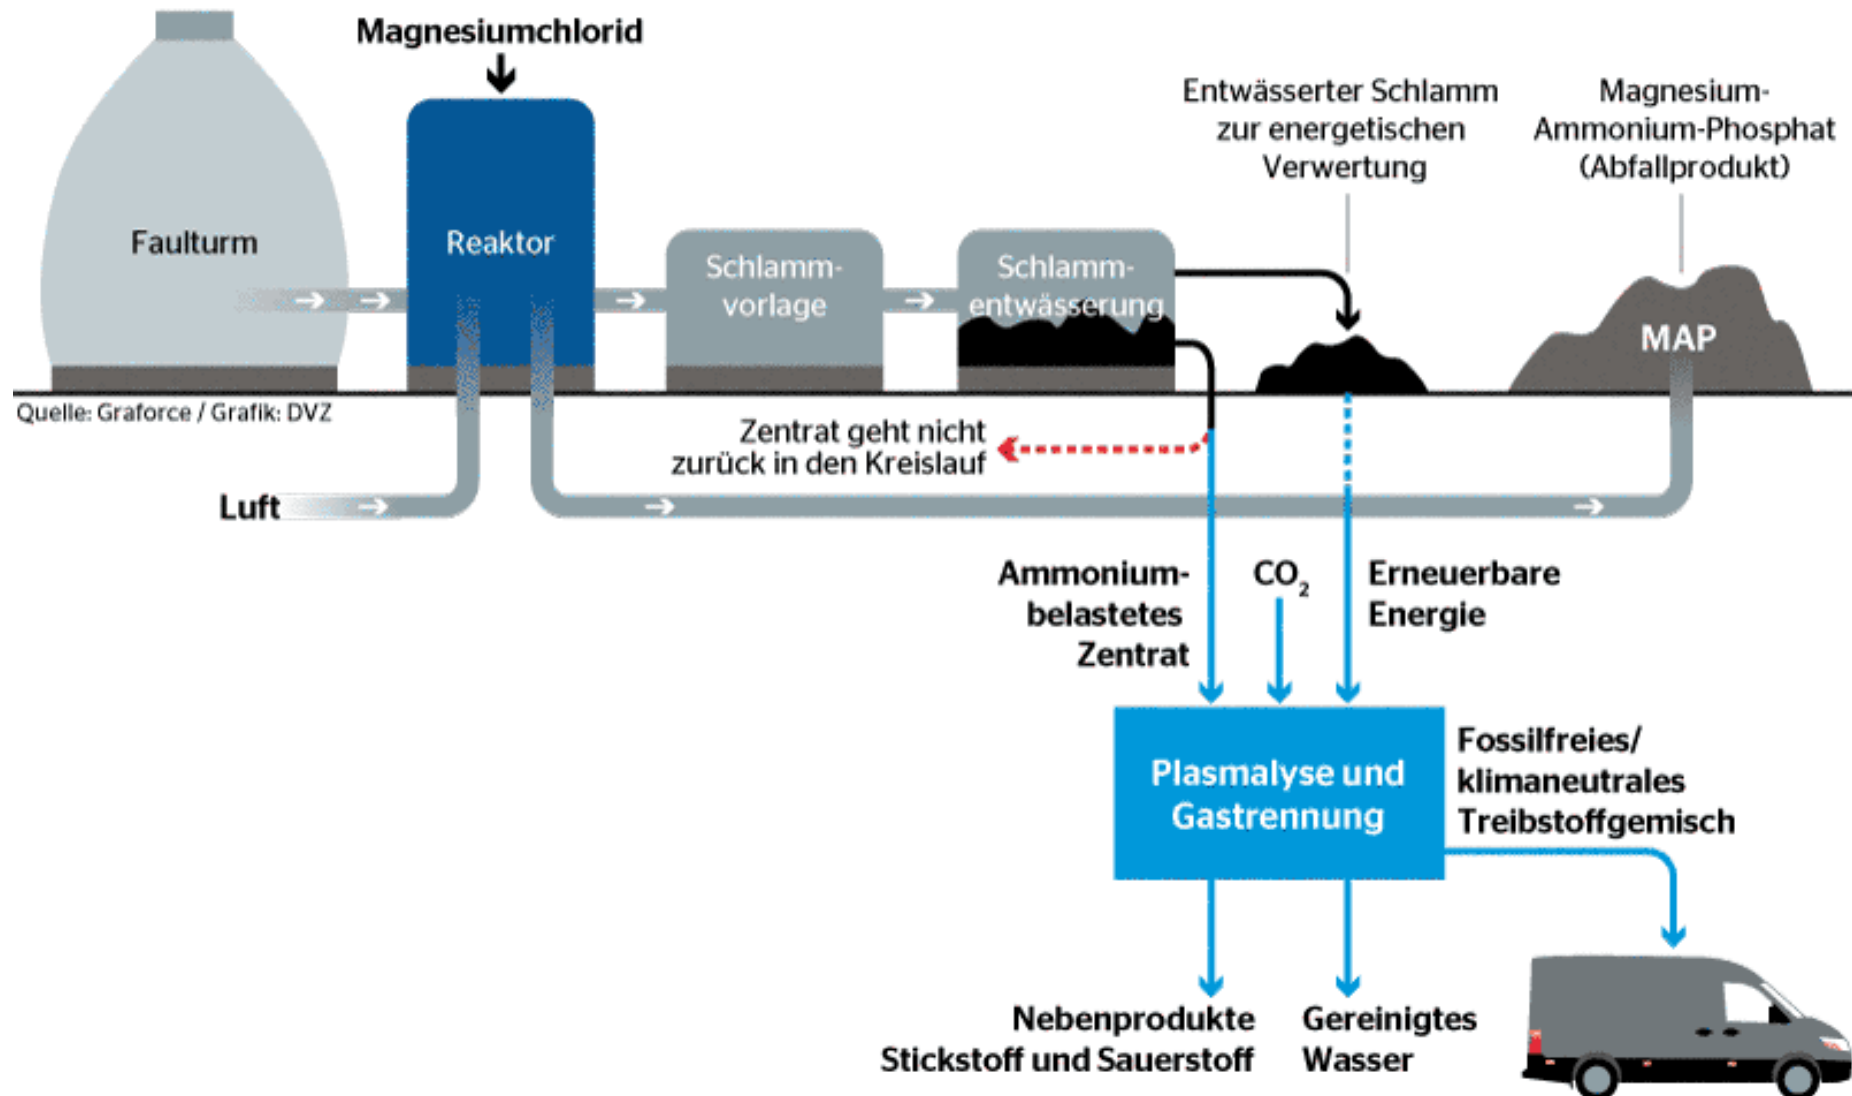 Magnesiumchlorid
Entwässerter Schlamm
zur energetischen
Verwertung
Magnesium-
Ammonium-Phosphat
(Abfallprodukt)
Faulturm
Reaktor
Schlamm-
vorlage
Schlamm-
entwässerung
MAP
Quelle: Graforce / Grafik: DVZ
Zentrat geht nicht
zurück in den Kreislauf
Luft
Ammonium-
belastetes
Zentrat
CO₂
Erneuerbare
Energie
Plasmalyse und
Gastrennung
Fossilfreies/
klimaneutrales
Treibstoffgemisch
Nebenprodukte
Stickstoff und Sauerstoff
Gereinigtes
Wasser